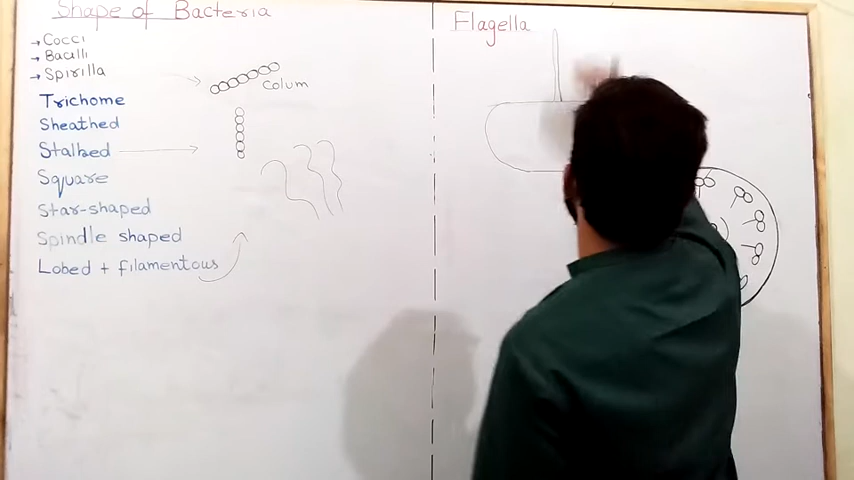 Shape of Bacteria
→ Cocci
→ Bacilli
→ Spirilla
Colum
Trichome
Sheathed
Stalked
Square
Star-shaped
Spindle shaped
Lobed + filamentous
Flagella